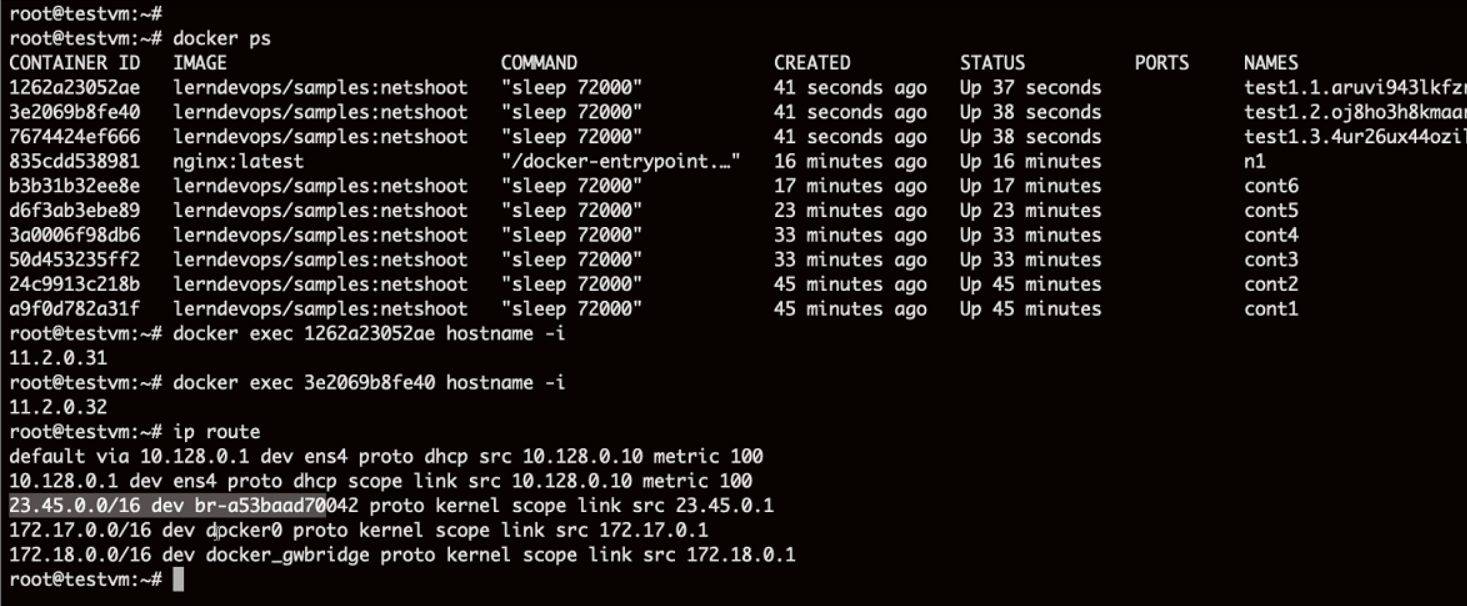 root@testvm:~#
root@testvm:~# docker ps
CONTAINER ID   IMAGE                          COMMAND                  CREATED          STATUS          PORTS     NAMES
1262a23052ae   lerndevops/samples:netshoot   "sleep 72000"            41 seconds ago   Up 37 seconds             test1.1.aruvi943lkfz
3e2069b8fe40   lerndevops/samples:netshoot   "sleep 72000"            41 seconds ago   Up 38 seconds             test1.2.oj8ho3h8kmaa
7674424ef666   lerndevops/samples:netshoot   "sleep 72000"            41 seconds ago   Up 38 seconds             test1.3.4ur26ux44ozi
835cdd538981   nginx:latest                  "/docker-entrypoint.…"   16 minutes ago   Up 16 minutes             n1
b3b31b32ee8e   lerndevops/samples:netshoot   "sleep 72000"            17 minutes ago   Up 17 minutes             cont6
d6f3ab3ebe89   lerndevops/samples:netshoot   "sleep 72000"            23 minutes ago   Up 23 minutes             cont5
3a0006f98db6   lerndevops/samples:netshoot   "sleep 72000"            33 minutes ago   Up 33 minutes             cont4
50d453235ff2   lerndevops/samples:netshoot   "sleep 72000"            33 minutes ago   Up 33 minutes             cont3
24c9913c218b   lerndevops/samples:netshoot   "sleep 72000"            45 minutes ago   Up 45 minutes             cont2
a9f0d782a31f   lerndevops/samples:netshoot   "sleep 72000"            45 minutes ago   Up 45 minutes             cont1
root@testvm:~# docker exec 1262a23052ae hostname -i
11.2.0.31
root@testvm:~# docker exec 3e2069b8fe40 hostname -i
11.2.0.32
root@testvm:~# ip route
default via 10.128.0.1 dev ens4 proto dhcp src 10.128.0.10 metric 100
10.128.0.1 dev ens4 proto dhcp scope link src 10.128.0.10 metric 100
23.45.0.0/16 dev br-a53baad70042 proto kernel scope link src 23.45.0.1
172.17.0.0/16 dev docker0 proto kernel scope link src 172.17.0.1
172.18.0.0/16 dev docker_gwbridge proto kernel scope link src 172.18.0.1
root@testvm:~#